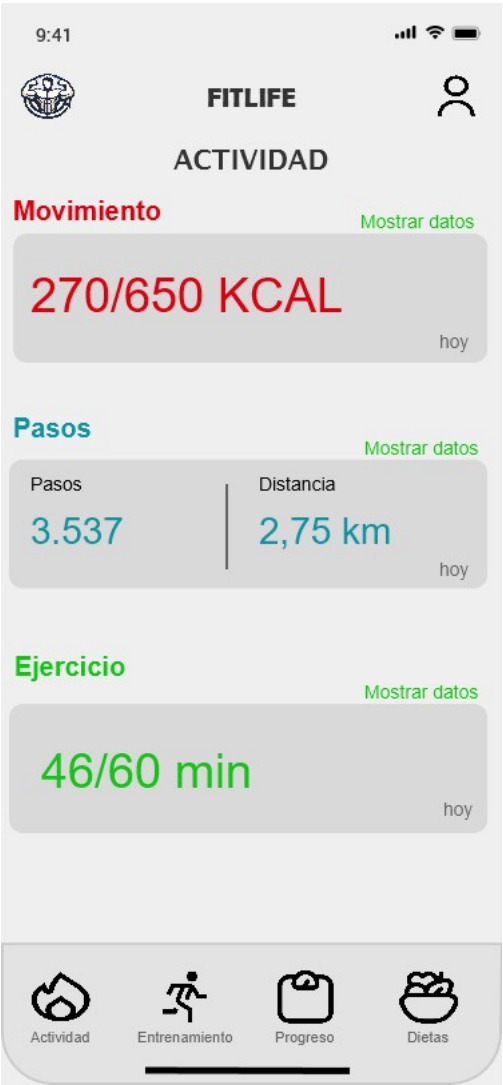 9:41
FITLIFE
ACTIVIDAD
Movimiento
Mostrar datos
270/650 KCAL
hoy
Pasos
Mostrar datos
Pasos
Distancia
3.537
2,75 km
hoy
Ejercicio
Mostrar datos
46/60 min
hoy
Actividad
Entrenamiento
Progreso
Dietas